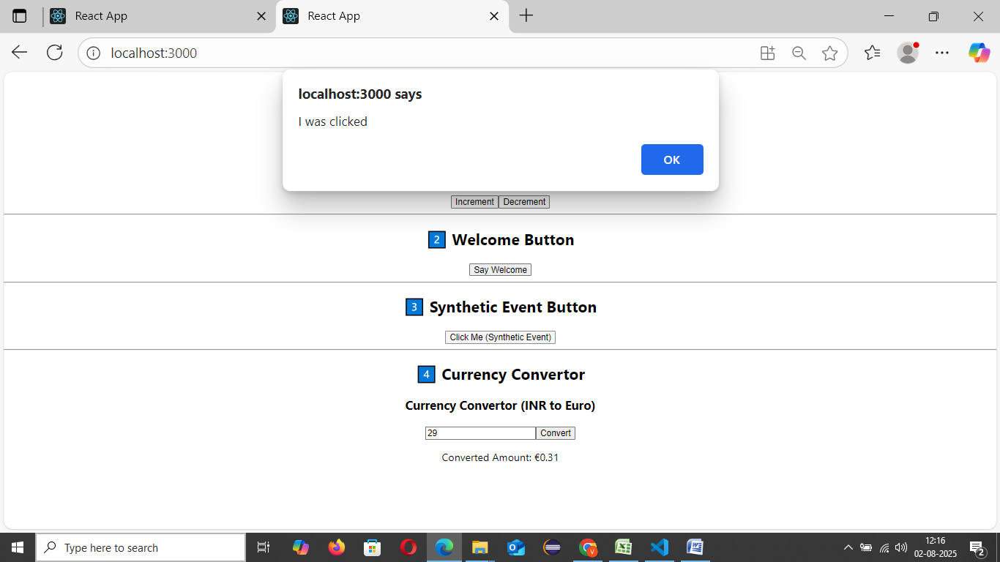 React App
React App
localhost:3000
localhost:3000 says
I was clicked
OK
Increment Decrement
2 Welcome Button
Say Welcome
3 Synthetic Event Button
Click Me (Synthetic Event)
4 Currency Convertor
Currency Convertor (INR to Euro)
29 Convert
Converted Amount: €0.31
Type here to search
V
12:16
02-08-2025
2